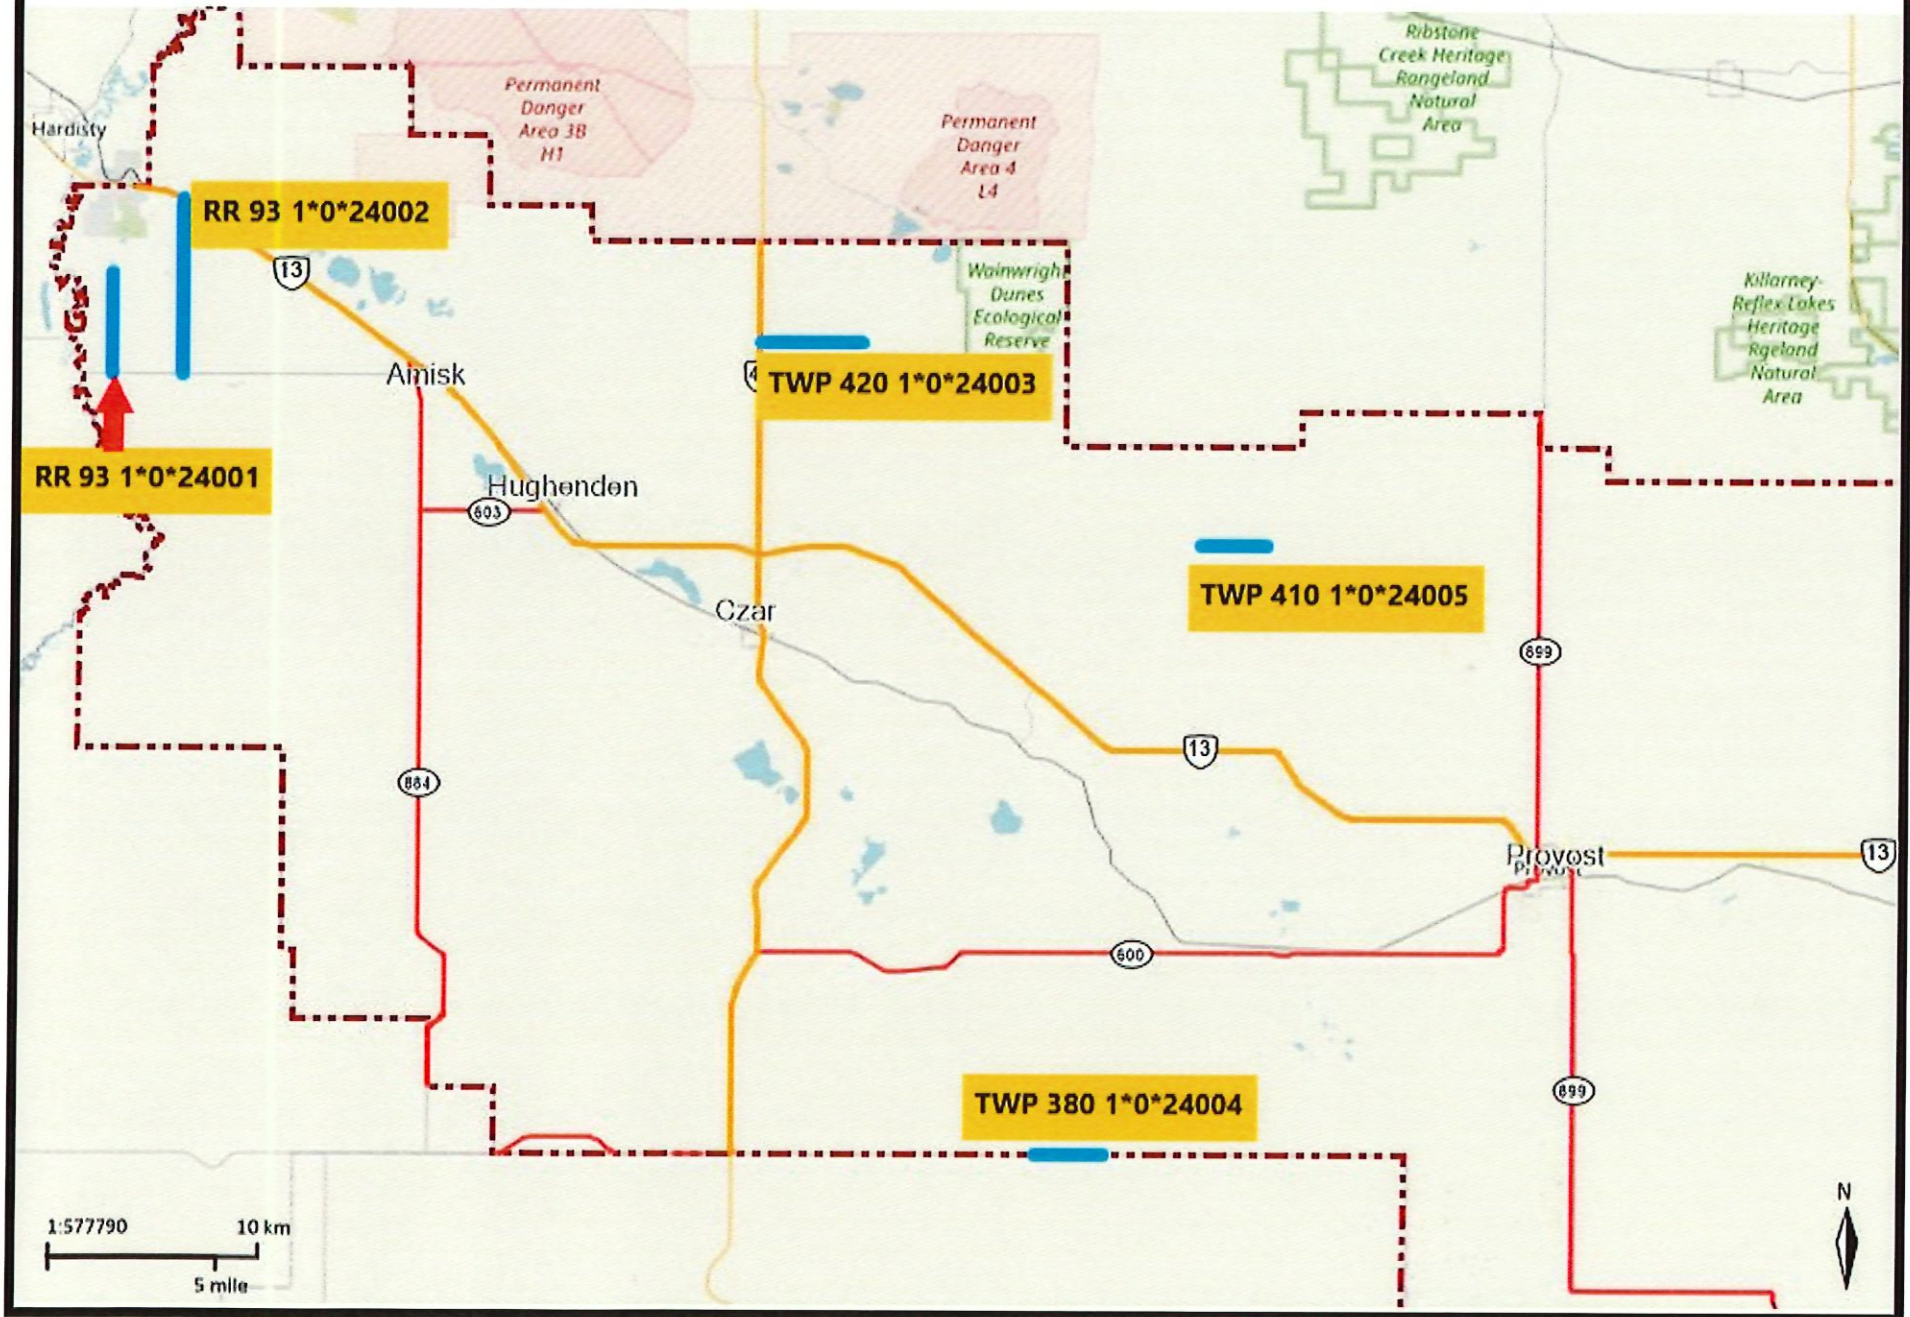 Ribstone
Creek Heritage
Rangeland
Natural
Area
Permanent
Danger
Area 3B
H1
Permanent
Danger
Area 4
L4
Hardisty
RR 93 1*0*24002
13
Wainwright
Dunes
Ecological
Reserve
Killarney-
Reflex Lakes
Heritage
Rgeland
Natural
Area
Amisk
4
TWP 420 1*0*24003
RR 93 1*0*24001
Hughenden
603
TWP 410 1*0*24005
Czar
899
13
884
Provost
Provost
13
600
TWP 380 1*0*24004
899
N
1:577790
10 km
5 mile